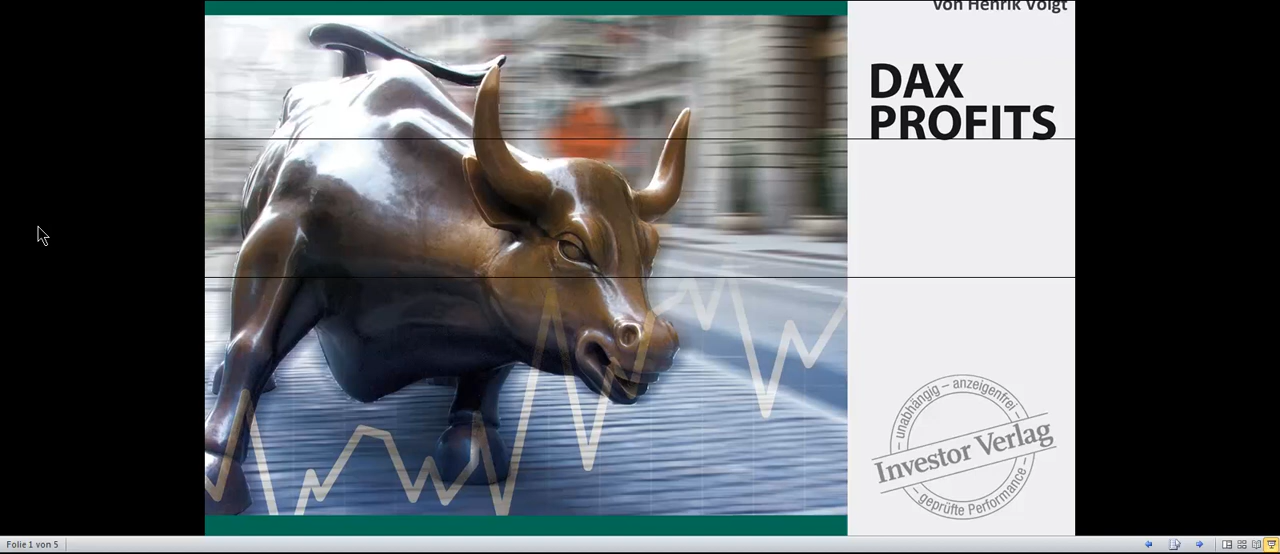 von Henrik Voigt
DAX
PROFITS
– unabhängig – anzeigenfrei –
Investor Verlag
– geprüfte Performance –
Folie 1 von 5